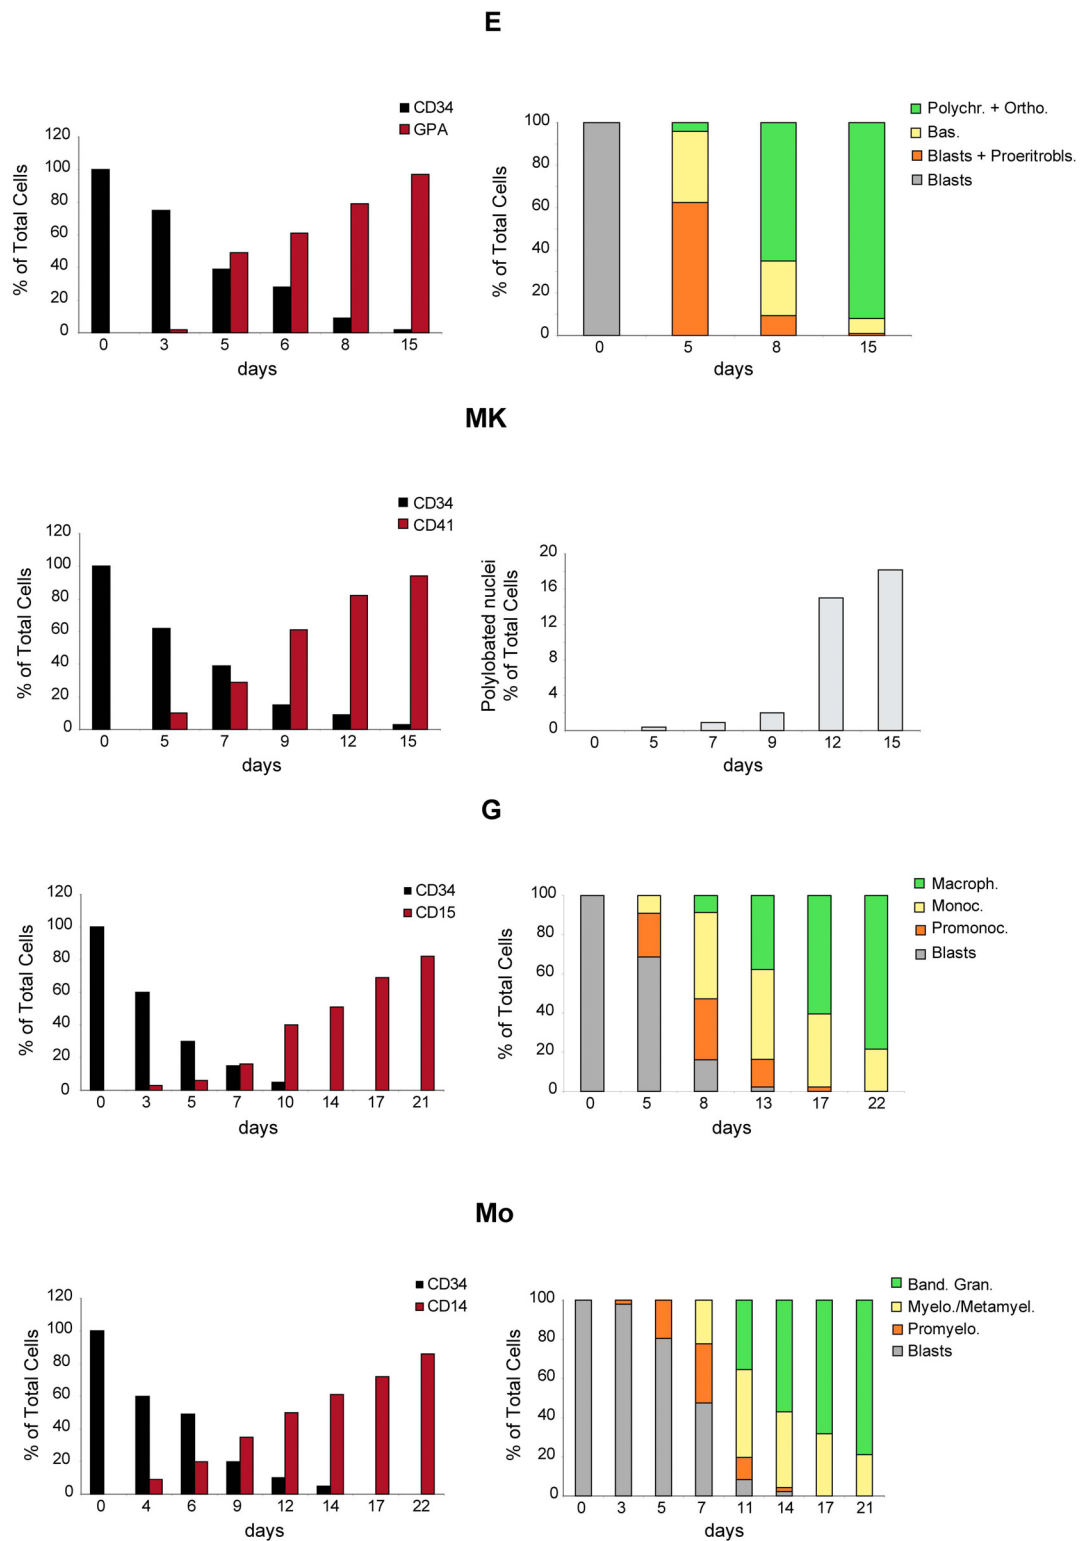 E
CD34
GPA
120
100
80
60
40
20
0
% of Total Cells
0 3 5 6 8 15
days
Polychr. + Ortho.
Bas.
Blasts + Proeritrobls.
Blasts
100
80
60
40
20
0
% of Total Cells
0 5 8 15
days
MK
CD34
CD41
120
100
80
60
40
20
0
% of Total Cells
0 5 7 9 12 15
days
20
16
12
8
4
0
Polylobated nuclei
% of Total Cells
0 5 7 9 12 15
days
G
CD34
CD15
120
100
80
60
40
20
0
% of Total Cells
0 3 5 7 10 14 17 21
days
Macroph.
Monoc.
Promonoc.
Blasts
100
80
60
40
20
0
% of Total Cells
0 5 8 13 17 22
days
Mo
CD34
CD14
120
100
80
60
40
20
0
% of Total Cells
0 4 6 9 12 14 17 22
days
Band. Gran.
Myelo./Metamyel.
Promyelo.
Blasts
100
80
60
40
20
0
% of Total Cells
0 3 5 7 11 14 17 21
days